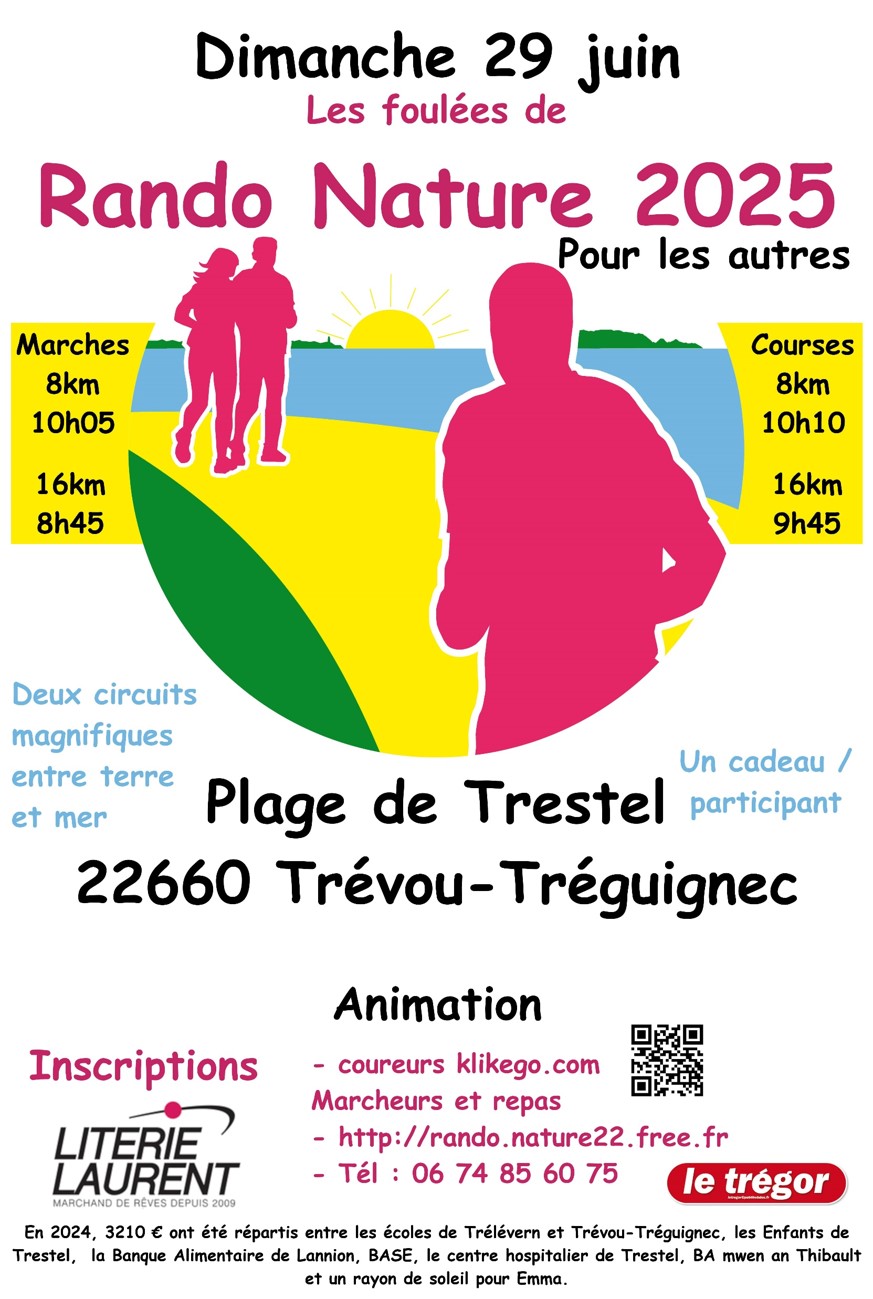 Dimanche 29 juin
Les foulées de
Rando Nature 2025
Pour les autres
Marches
8km
10h05
16km
8h45
Courses
8km
10h10
16km
9h45
Deux circuits
magnifiques
entre terre
et mer
Un cadeau /
participant
Plage de Trestel
22660 Trévou-Tréguignec
Animation
Inscriptions
- coureurs klikego.com
Marcheurs et repas
- http://rando.nature22.free.fr
- Tél : 06 74 85 60 75
LITERIE
LAURENT
MARCHAND DE RÊVES DEPUIS 2009
le trégor
En 2024, 3210 € ont été répartis entre les écoles de Trélévern et Trévou-Tréguignec, les Enfants de
Trestel, la Banque Alimentaire de Lannion, BASE, le centre hospitalier de Trestel, BA mwen an Thibault
et un rayon de soleil pour Emma.